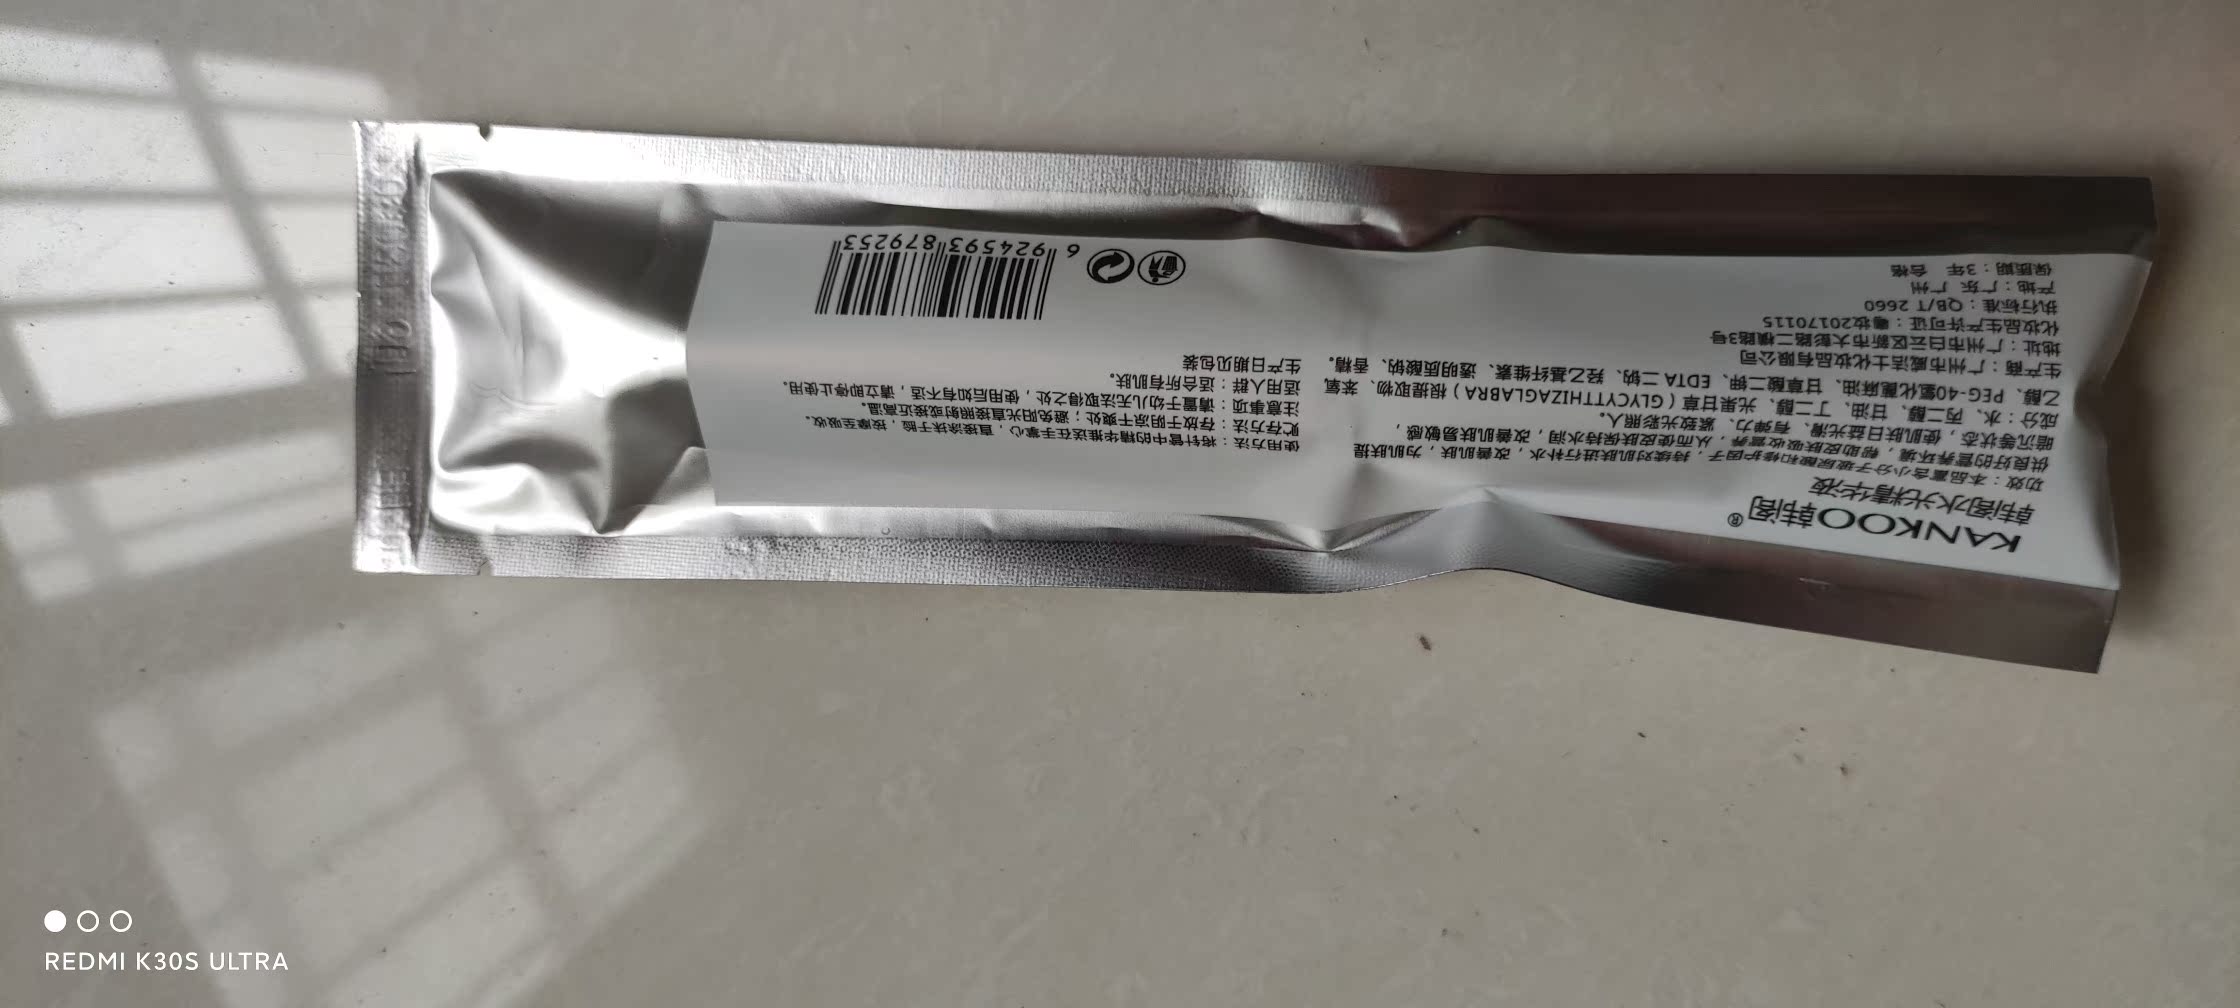 KANKOO韩阁®
韩阁水光精华液
功效：本品富含小分子玻尿酸和修护因子，持续对肌肤进行补水，改善肌肤，为肌肤提
供良好的营养环境，帮助皮肤吸收营养，从而使皮肤保持水润，改善肌肤易敏感，
暗沉等状态，使肌肤日益光滑、有弹力、紧致光彩照人。
成分：水、丙二醇、甘油、丁二醇、光果甘草（GLYCYTTHIZAGLABRA）根提取物、苯氧
乙醇、PEG-40氢化蓖麻油、甘草酸二钾、EDTA二钠、羟乙基纤维素、透明质酸钠、香精。
生产商：广州市威洁士化妆品有限公司
地址：广州市白云区新市大彭路二横路3号
化妆品生产许可证：粤妆20170115
执行标准：QB/T 2660
产地：广东 广州
保质期：3年 合格
使用方法：将针管中的精华推送在手掌心，直接涂抹于脸，按摩至吸收。
贮存方法：存放于阴凉干爽处；避免阳光直接照射或接近高温。
注意事项：请置于幼儿无法取得之处，使用后如有不适，请立即停止使用。
适用人群：适合所有肌肤。
生产日期见包装
6 924593 879253
REDMI K30S ULTRA